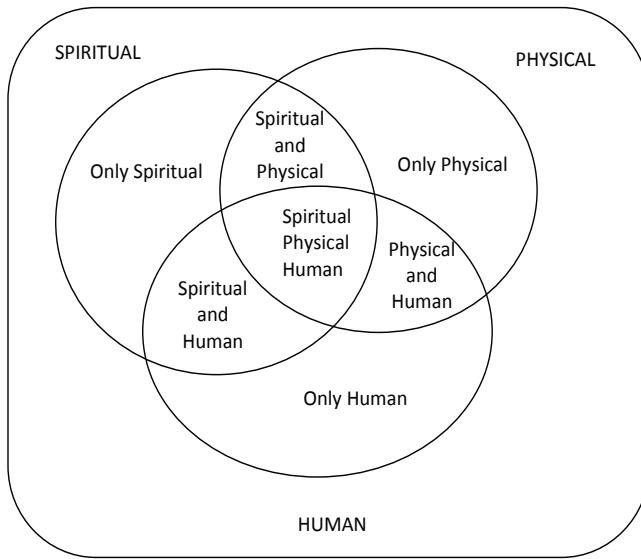 SPIRITUAL
PHYSICAL
Spiritual
and
Physical
Only Spiritual
Only Physical
Spiritual
Physical
Human
Physical
and
Human
Spiritual
and
Human
Only Human
HUMAN